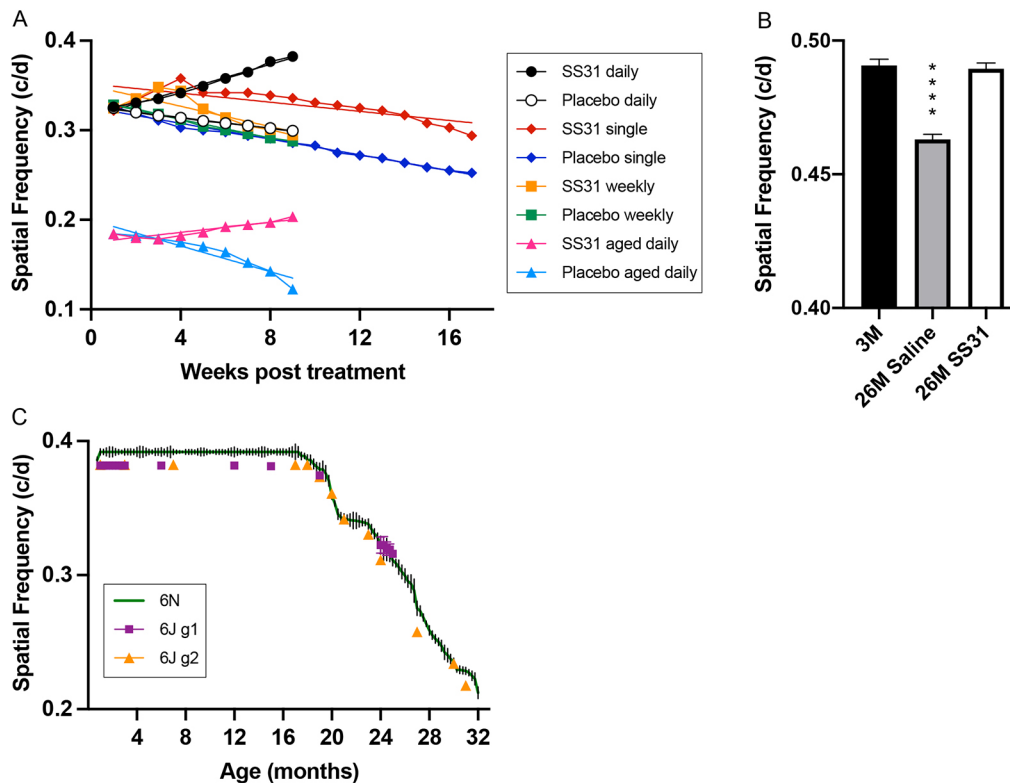 A
Spatial Frequency (c/d)
0.4
0.3
0.2
0.1
0
4
8
12
16
Weeks post treatment
SS31 daily
Placebo daily
SS31 single
Placebo single
SS31 weekly
Placebo weekly
SS31 aged daily
Placebo aged daily
B
Spatial Frequency (c/d)
0.50
0.45
0.40
****
3M
26M Saline
26M SS31
C
Spatial Frequency (c/d)
0.4
0.3
0.2
6N
6J g1
6J g2
4
8
12
16
20
24
28
32
Age (months)